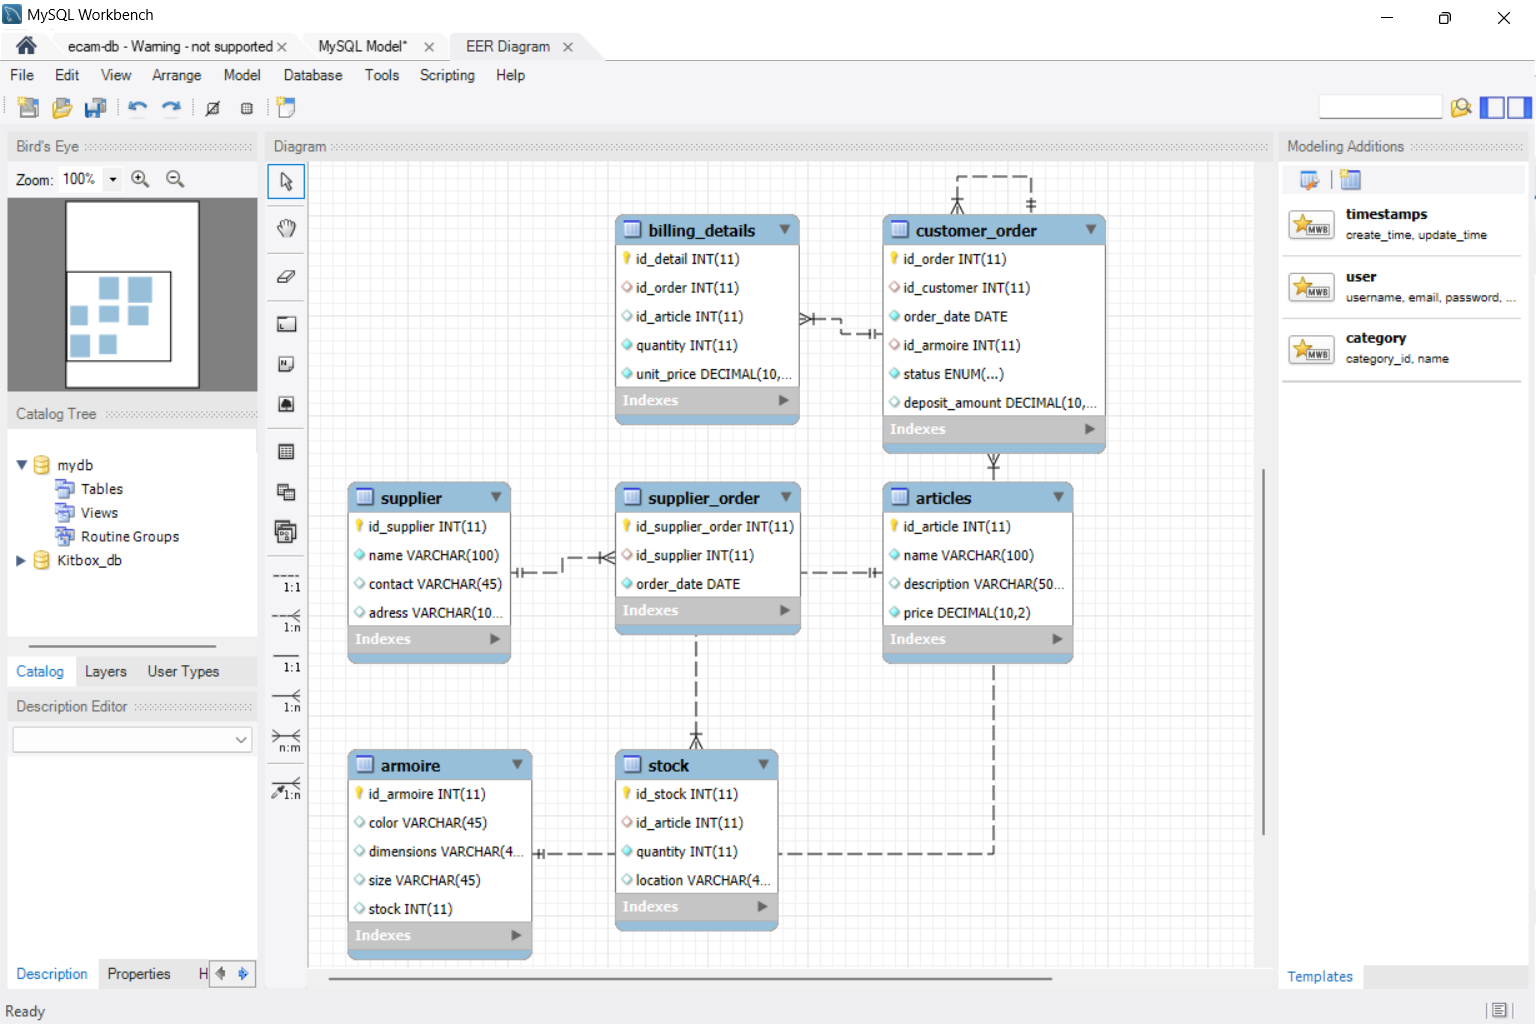 MySQL Workbench
ecam-db - Warning - not supported
MySQL Model*
EER Diagram
File Edit View Arrange Model Database Tools Scripting Help
Bird's Eye
Zoom: 100%
Catalog Tree
mydb
Tables
Views
Routine Groups
Kitbox_db
Catalog Layers User Types
Description Editor
Description Properties H
Ready
1:1
1:n
1:1
1:n
n:m
1:n
Diagram
billing_details
id_detail INT(11)
id_order INT(11)
id_article INT(11)
quantity INT(11)
unit_price DECIMAL(10,...
Indexes
customer_order
id_order INT(11)
id_customer INT(11)
order_date DATE
id_armoire INT(11)
status ENUM(...)
deposit_amount DECIMAL(10,...
Indexes
supplier
id_supplier INT(11)
name VARCHAR(100)
contact VARCHAR(45)
adress VARCHAR(10...
Indexes
supplier_order
id_supplier_order INT(11)
id_supplier INT(11)
order_date DATE
Indexes
articles
id_article INT(11)
name VARCHAR(100)
description VARCHAR(50...
price DECIMAL(10,2)
Indexes
armoire
id_armoire INT(11)
color VARCHAR(45)
dimensions VARCHAR(4...
size VARCHAR(45)
stock INT(11)
Indexes
stock
id_stock INT(11)
id_article INT(11)
quantity INT(11)
location VARCHAR(4...
Indexes
Modeling Additions
MWB
timestamps
create_time, update_time
MWB
user
username, email, password, ...
MWB
category
category_id, name
Templates